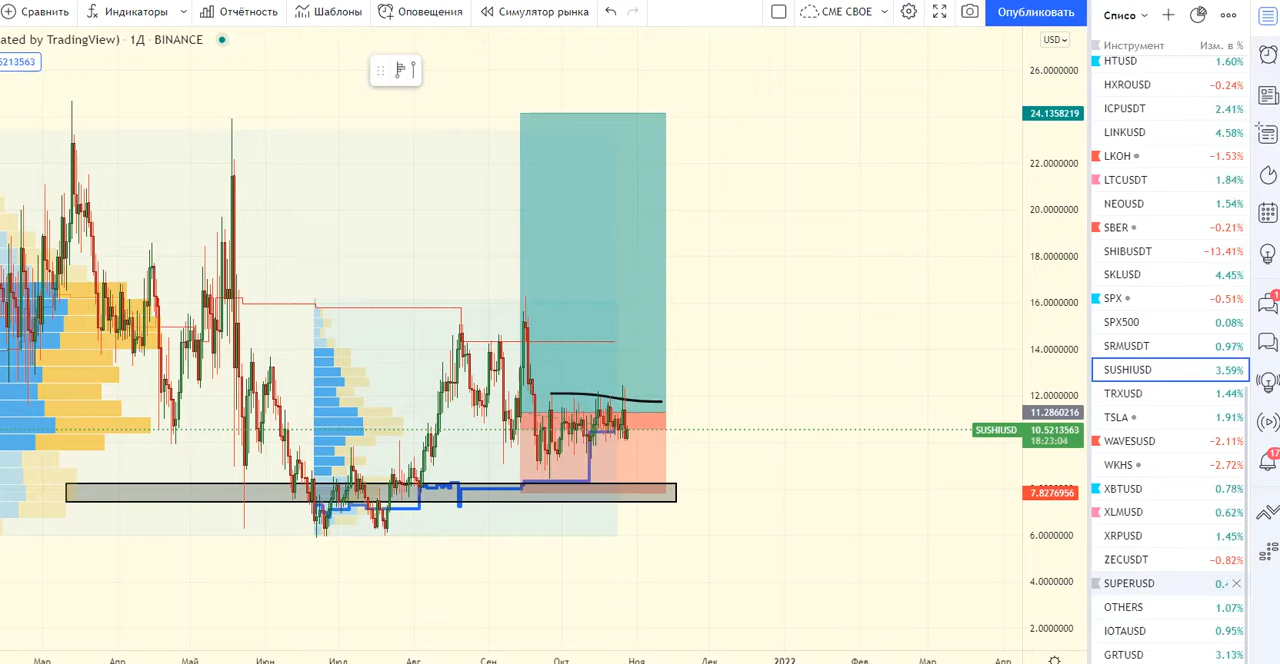 Сравнить Индикаторы Отчётность Шаблоны Оповещения Симулятор рынка СМЕ СВОЕ Опубликовать
ated by TradingView) · 1Д · BINANCE
5213563
USD
26.0000000
24.1358219
22.0000000
20.0000000
18.0000000
16.0000000
14.0000000
12.0000000
11.2860216
SUSHIUSD 10.5213563
18:23:04
7.8276956
6.0000000
4.0000000
2.0000000
Мар Апр Май Июн Июл Авг Сен Окт Ноя Дек 2022 Фев Мар Апр
Списо
Инструмент Изм. в %
HTUSD 1.60%
HXROUSD −0.24%
ICPUSDT 2.41%
LINKUSD 4.58%
LKOH −1.53%
LTCUSDT 1.84%
NEOUSD 1.54%
SBER −0.21%
SHIBUSDT −13.41%
SKLUSD 4.45%
SPX −0.51%
SPX500 0.08%
SRMUSDT 0.97%
SUSHIUSD 3.59%
TRXUSD 1.44%
TSLA 1.91%
WAVESUSD −2.11%
WKHS −2.72%
XBTUSD 0.78%
XLMUSD 0.62%
XRPUSD 1.45%
ZECUSDT −0.82%
SUPERUSD 0.4
OTHERS 1.07%
IOTAUSD 0.95%
GRTUSD 3.13%
1
17